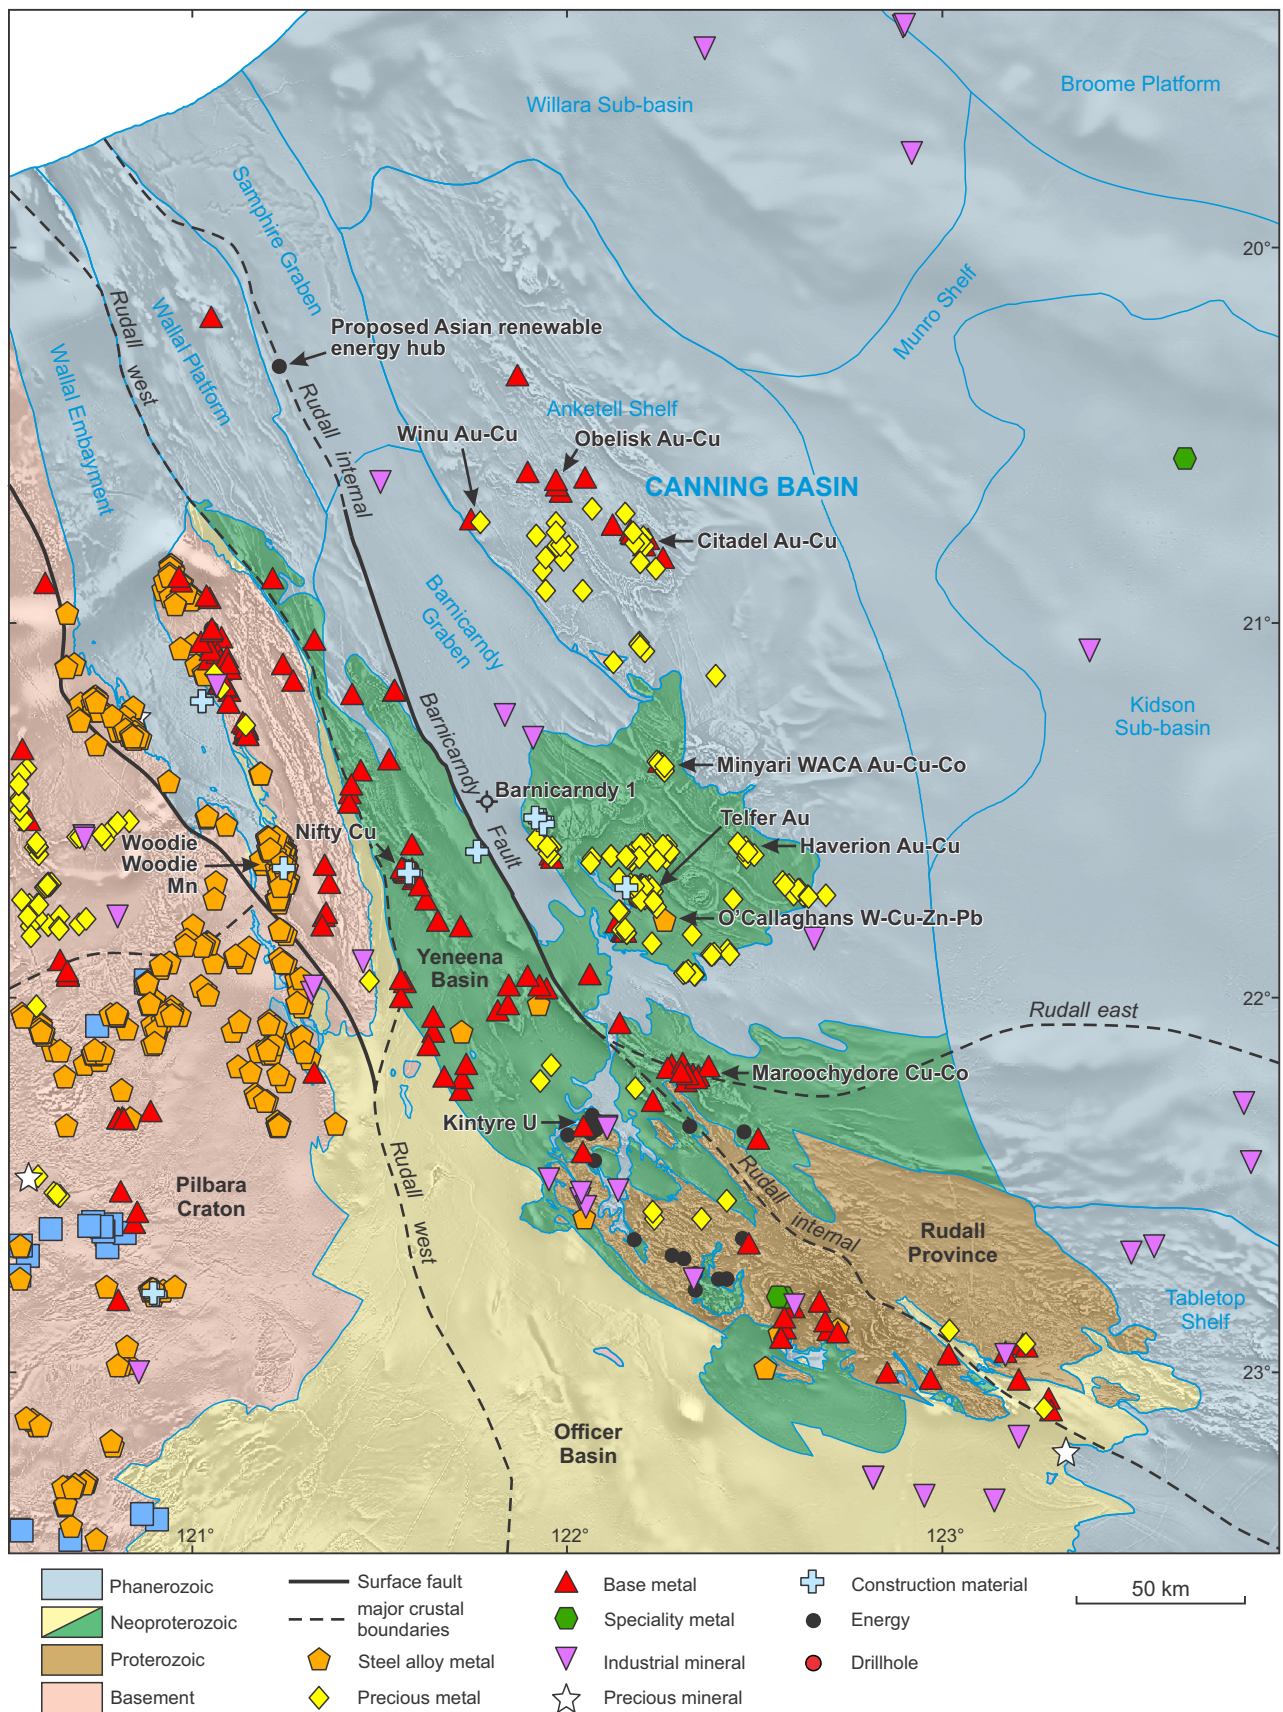 Broome Platform
Willara Sub-basin
Samphire Graben
20°
Munro Shelf
Rudall west
Wallal Platform
Proposed Asian renewable
energy hub
Wallal Embayment
Rudall internal
Anketell Shelf
Winu Au-Cu
Obelisk Au-Cu
CANNING BASIN
Citadel Au-Cu
Barnicarndy
Graben
21°
Kidson
Sub-basin
Barnicarndy Fault
Minyari WACA Au-Cu-Co
Barnicarndy 1
Telfer Au
Nifty Cu
Woodie
Woodie
Mn
Haverion Au-Cu
O'Callaghans W-Cu-Zn-Pb
Yeneena
Basin
22°
Rudall east
Maroochydore Cu-Co
Kintyre U
Rudall west
Pilbara
Craton
Rudall internal
Rudall
Province
Tabletop
Shelf
23°
Officer
Basin
121°
122°
123°
Phanerozoic
Neoproterozoic
Proterozoic
Basement
Surface fault
major crustal
boundaries
Steel alloy metal
Precious metal
Base metal
Speciality metal
Industrial mineral
Precious mineral
Construction material
Energy
Drillhole
50 km